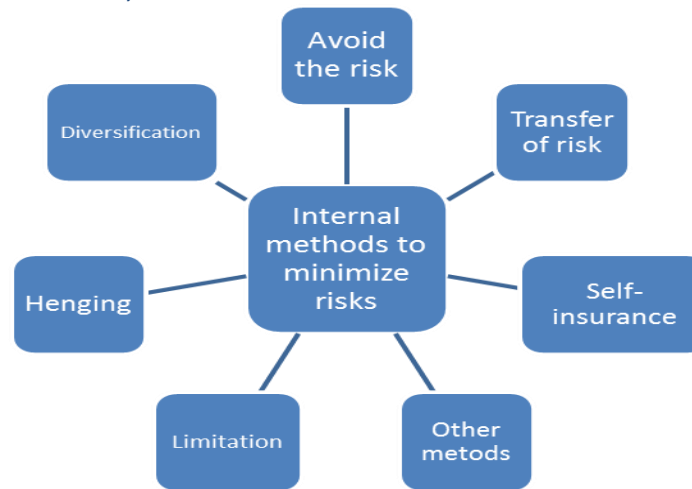 Avoid
the risk
Transfer
of risk
Self-
insurance
Other
metods
Limitation
Henging
Diversification
Internal
methods to
minimize
risks